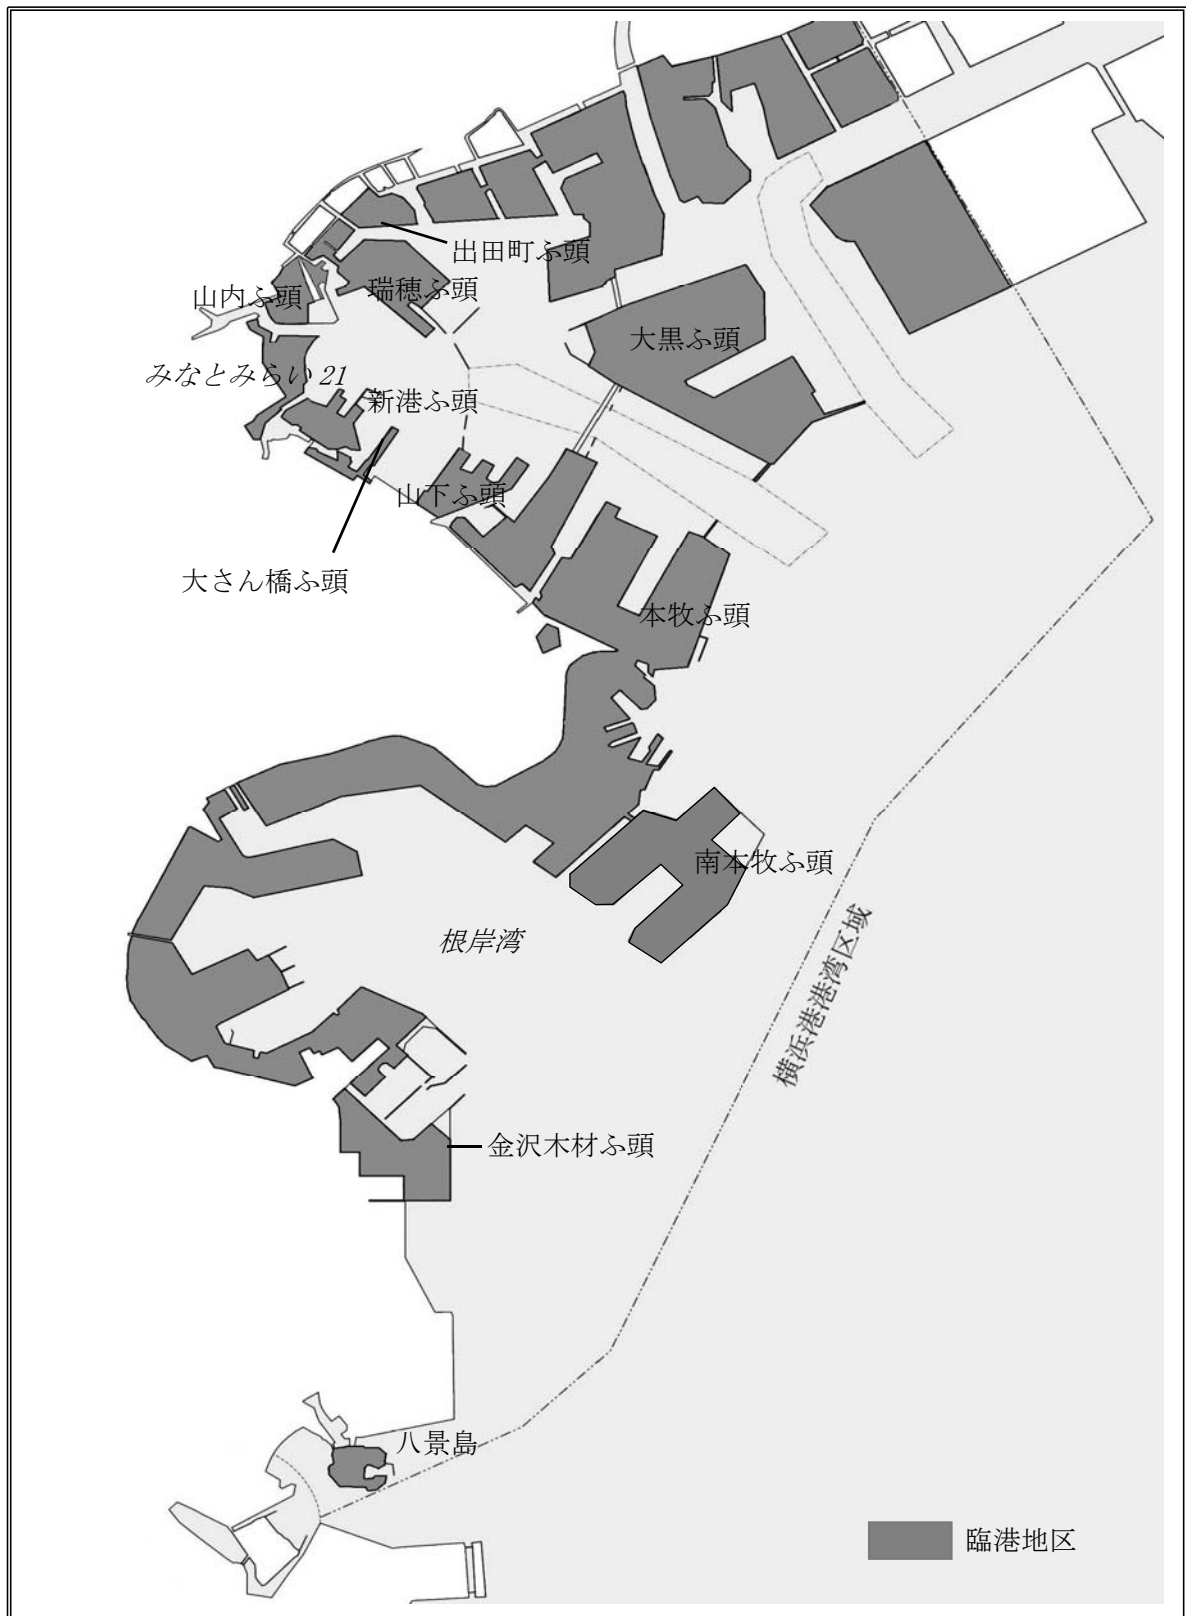 出田町ふ頭
山内ふ頭
瑞穂ふ頭
大黒ふ頭
みなとみらい21
新港ふ頭
山下ふ頭
大さん橋ふ頭
本牧ふ頭
南本牧ふ頭
根岸湾
横浜港港湾区域
金沢木材ふ頭
八景島
臨港地区